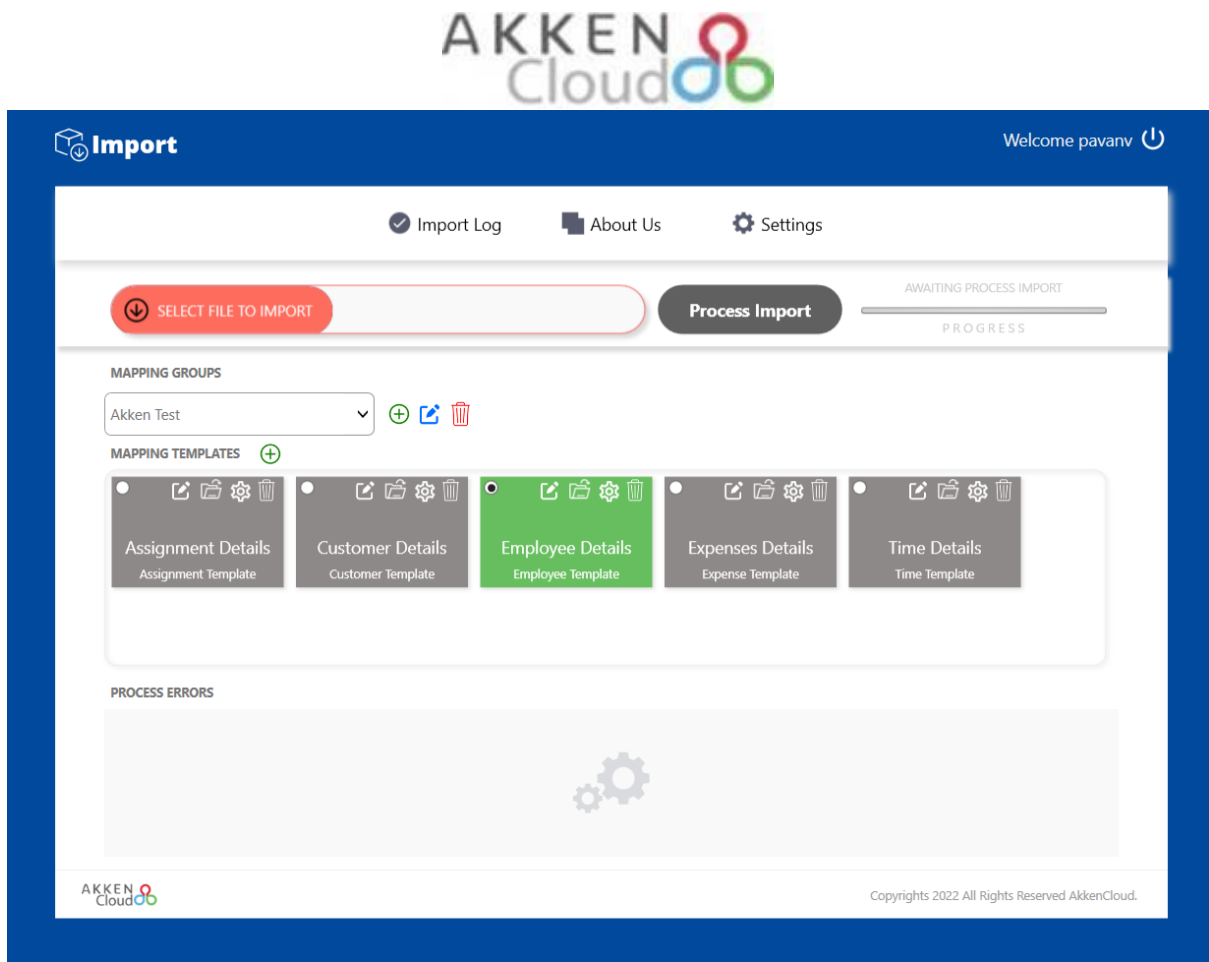 AKKEN
Cloud
Import
Welcome pavanv
Import Log
About Us
Settings
SELECT FILE TO IMPORT
Process Import
AWAITING PROCESS IMPORT
PROGRESS
MAPPING GROUPS
Akken Test
MAPPING TEMPLATES
Assignment Details
Assignment Template
Customer Details
Customer Template
Employee Details
Employee Template
Expenses Details
Expense Template
Time Details
Time Template
PROCESS ERRORS
AKKEN
Cloud
Copyrights 2022 All Rights Reserved AkkenCloud.